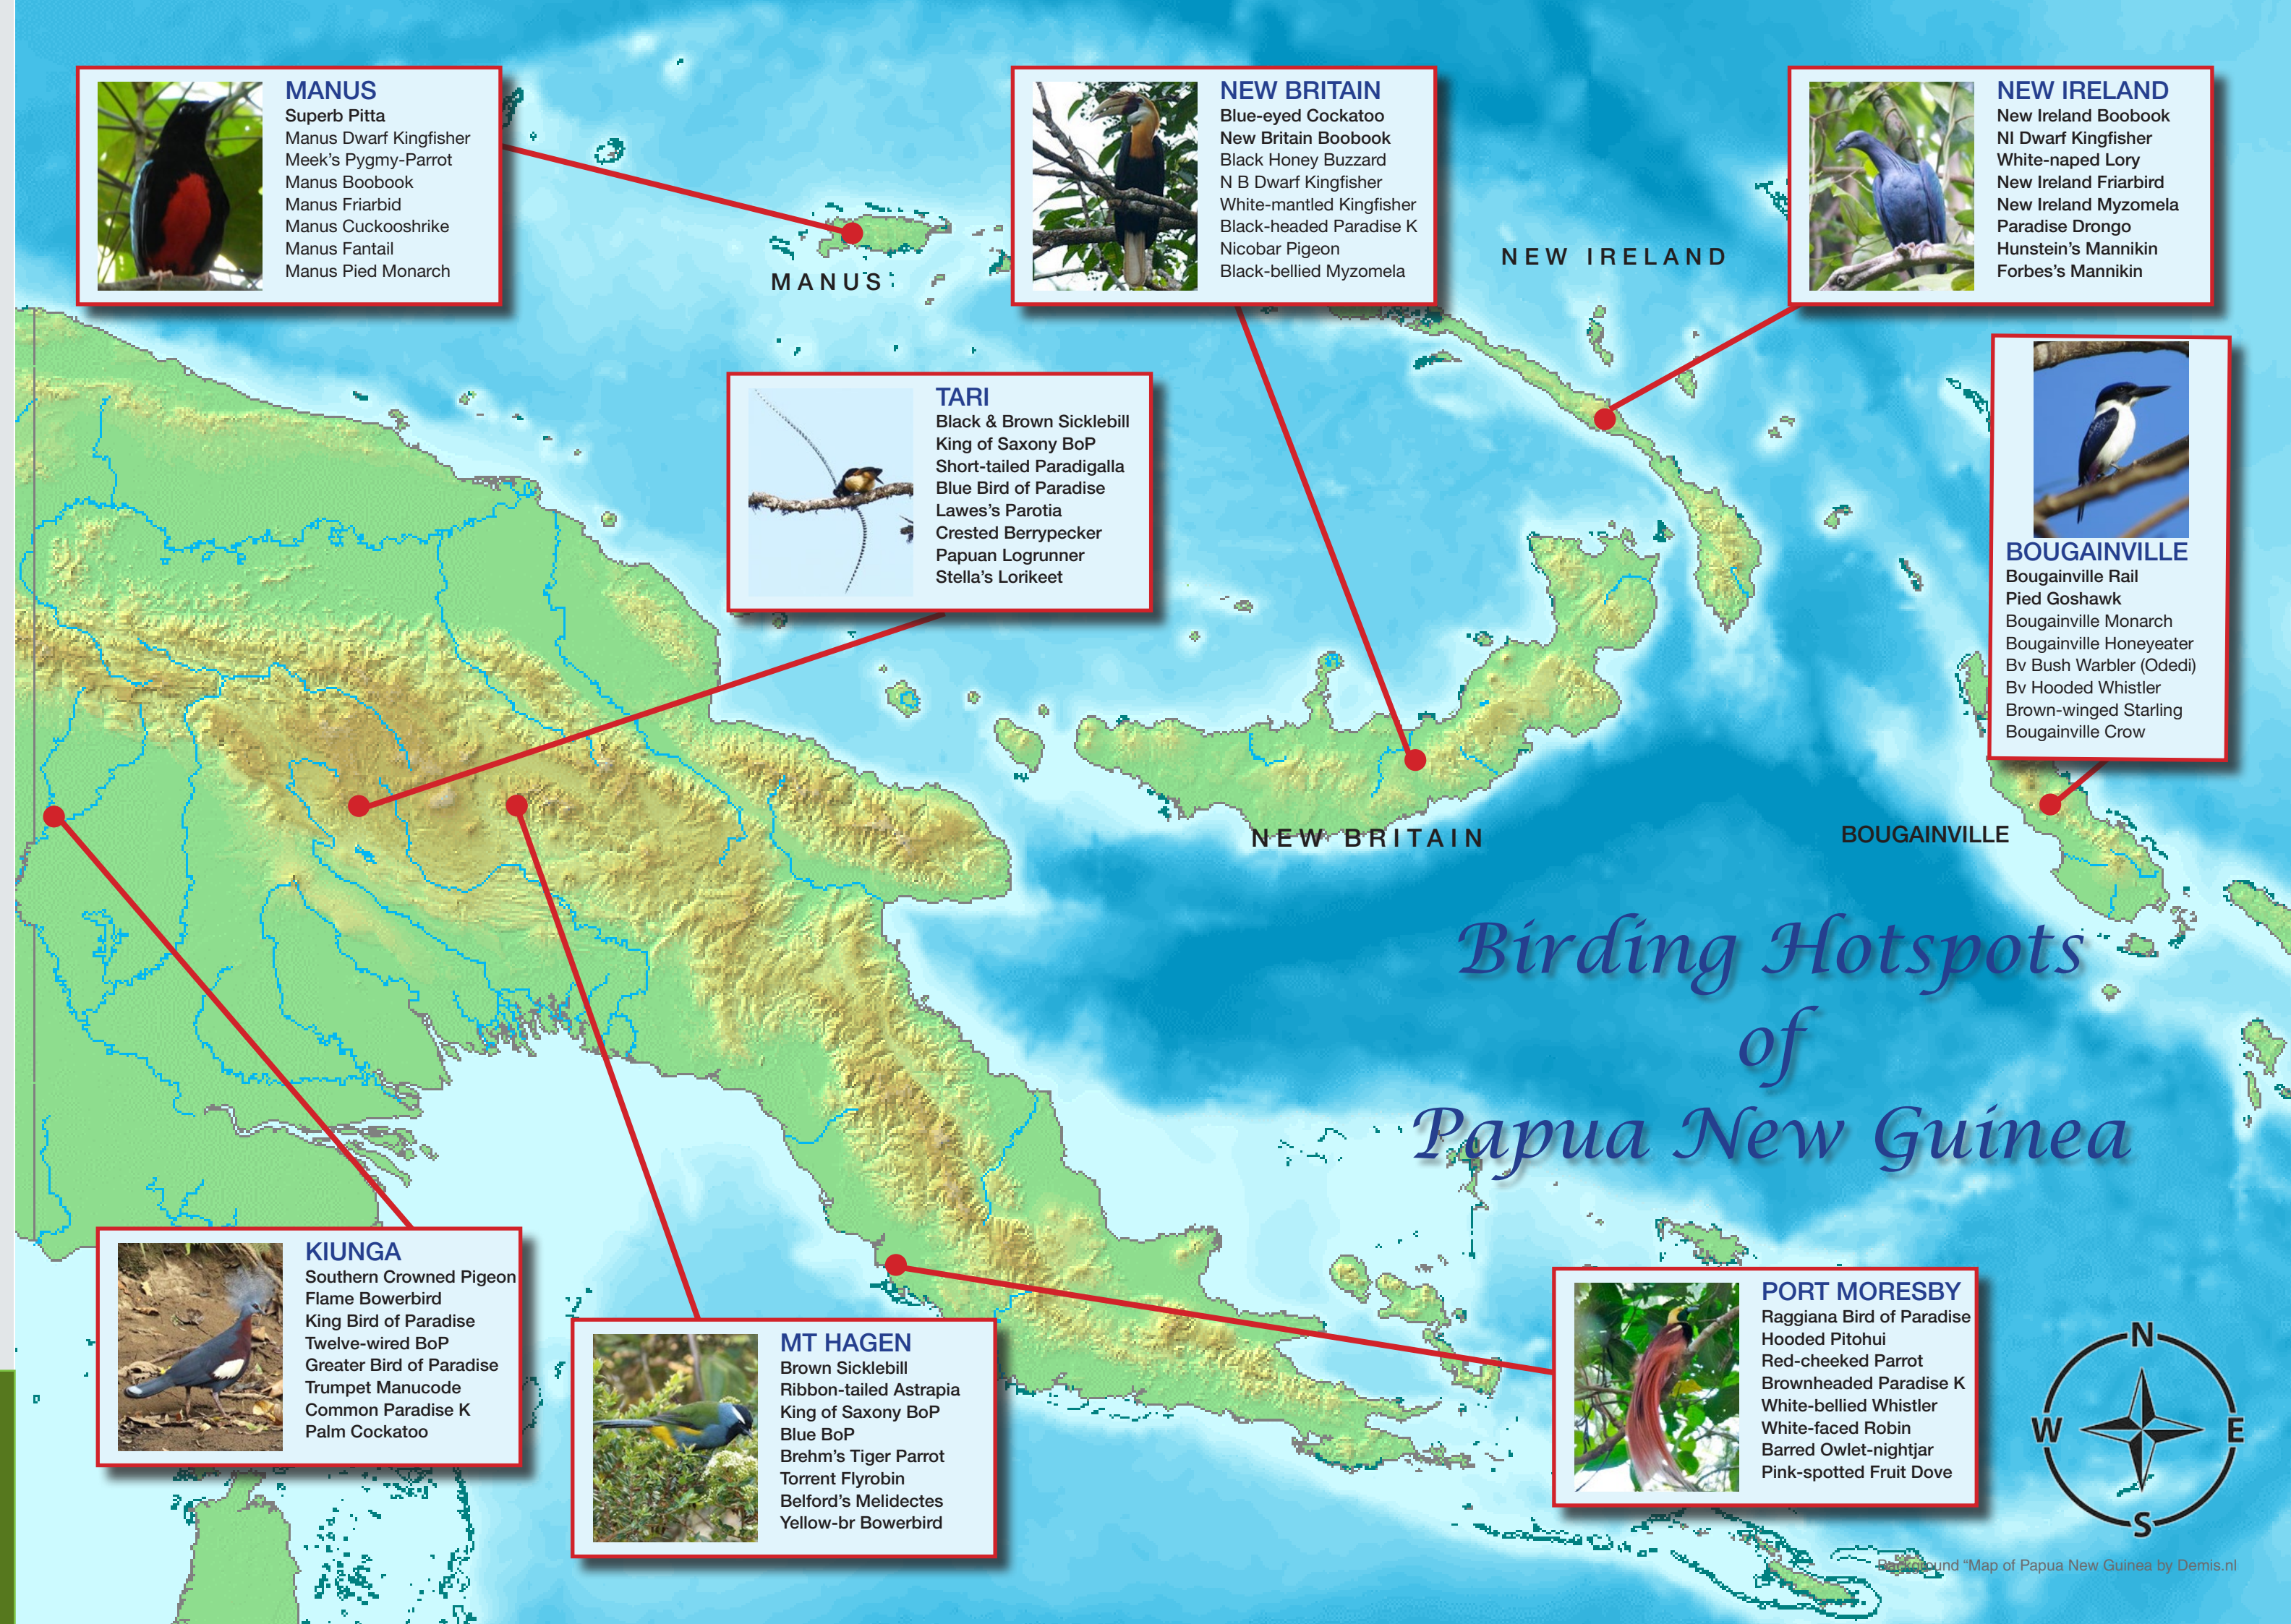 MANUS
Superb Pitta
Manus Dwarf Kingfisher
Meek's Pygmy-Parrot
Manus Boobook
Manus Friarbid
Manus Cuckooshrike
Manus Fantail
Manus Pied Monarch
NEW BRITAIN
Blue-eyed Cockatoo
New Britain Boobook
Black Honey Buzzard
N B Dwarf Kingfisher
White-mantled Kingfisher
Black-headed Paradise K
Nicobar Pigeon
Black-bellied Myzomela
NEW IRELAND
New Ireland Boobook
NI Dwarf Kingfisher
White-naped Lory
New Ireland Friarbird
New Ireland Myzomela
Paradise Drongo
Hunstein's Mannikin
Forbes's Mannikin
NEW IRELAND
MANUS
TARI
Black & Brown Sicklebill
King of Saxony BoP
Short-tailed Paradigalla
Blue Bird of Paradise
Lawes's Parotia
Crested Berrypecker
Papuan Logrunner
Stella's Lorikeet
BOUGAINVILLE
Bougainville Rail
Pied Goshawk
Bougainville Monarch
Bougainville Honeyeater
Bv Bush Warbler (Odedi)
Bv Hooded Whistler
Brown-winged Starling
Bougainville Crow
NEW BRITAIN
BOUGAINVILLE
Birding Hotspots
of
Papua New Guinea
KIUNGA
Southern Crowned Pigeon
Flame Bowerbird
King Bird of Paradise
Twelve-wired BoP
Greater Bird of Paradise
Trumpet Manucode
Common Paradise K
Palm Cockatoo
MT HAGEN
Brown Sicklebill
Ribbon-tailed Astrapia
King of Saxony BoP
Blue BoP
Brehm's Tiger Parrot
Torrent Flyrobin
Belford's Melidectes
Yellow-br Bowerbird
PORT MORESBY
Raggiana Bird of Paradise
Hooded Pitohui
Red-cheeked Parrot
Brownheaded Paradise K
White-bellied Whistler
White-faced Robin
Barred Owlet-nightjar
Pink-spotted Fruit Dove
N
W
E
S
Background "Map of Papua New Guinea by Demis.nl